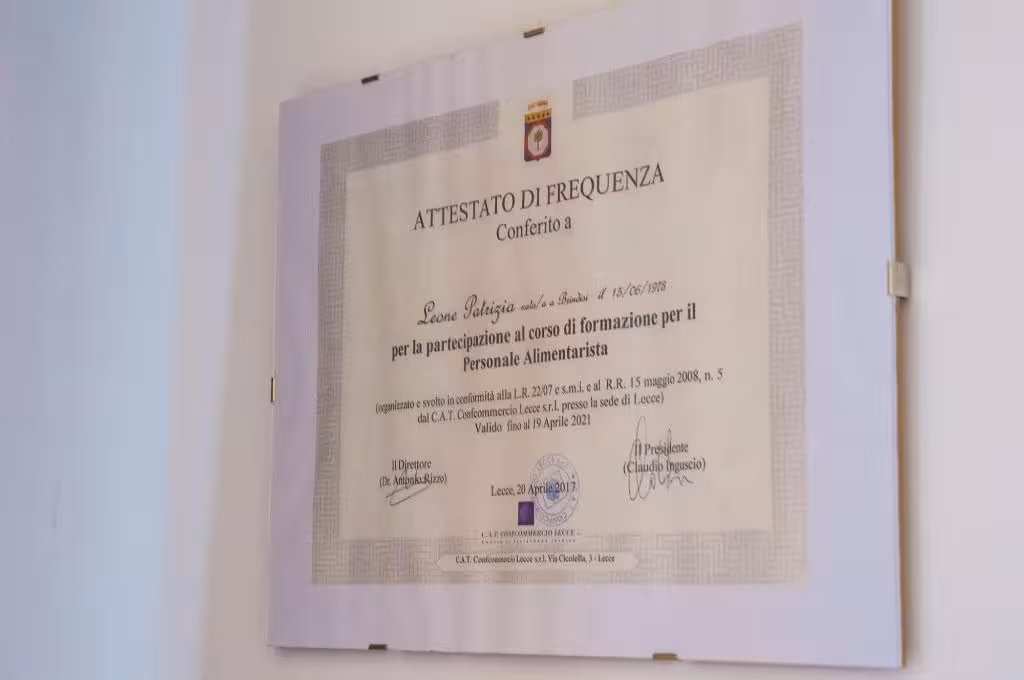 ATTESTATO DI FREQUENZA
Conferito a
Leone Patrizia nato/a a Brindisi il 15/06/1978
per la partecipazione al corso di formazione per il
Personale Alimentarista
(organizzato e svolto in conformità alla L.R. 22/07 e s.m.i. e al R.R. 15 maggio 2008, n. 5
dal C.A.T. Confcommercio Lecce s.r.l. presso la sede di Lecce)
Valido fino al 19 Aprile 2021
Il Direttore
(Dr. Antonio Rizzo)
Il Presidente
(Claudio Inguscio)
Lecce, 20 Aprile 2017
C.A.T. CONFCOMMERCIO LECCE
C.A.T. Confcommercio Lecce s.r.l. Via Cicolella, 3 - Lecce